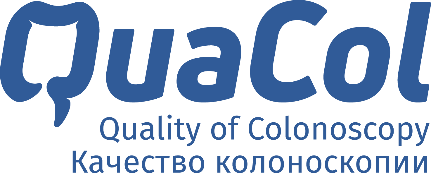 QuaCol
Quality of Colonoscopy
Качество колоноскопии